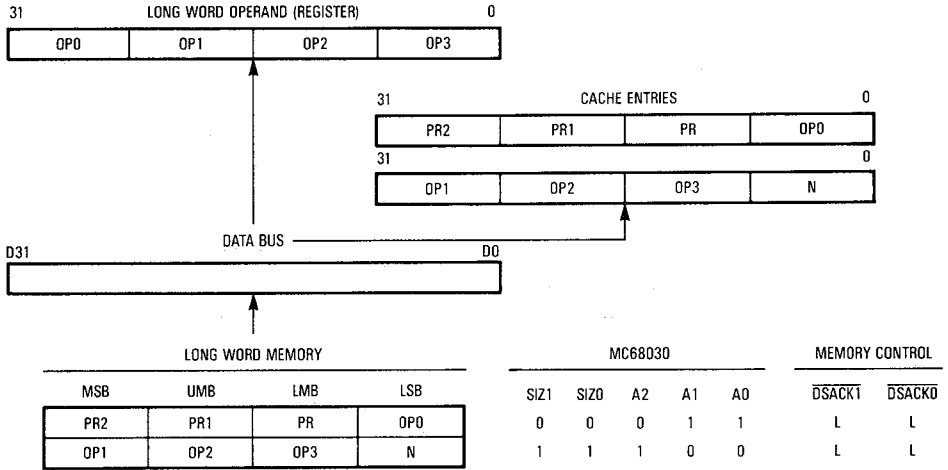 31 LONG WORD OPERAND (REGISTER) 0
OP0 OP1 OP2 OP3
31 CACHE ENTRIES 0
PR2 PR1 PR OP0
31 0
OP1 OP2 OP3 N
DATA BUS
D31 D0
LONG WORD MEMORY MC68030 MEMORY CONTROL
MSB UMB LMB LSB SIZ1 SIZ0 A2 A1 A0 DSACK1 DSACK0
PR2 PR1 PR OP0 0 0 0 1 1 L L
OP1 OP2 OP3 N 1 1 1 0 0 L L